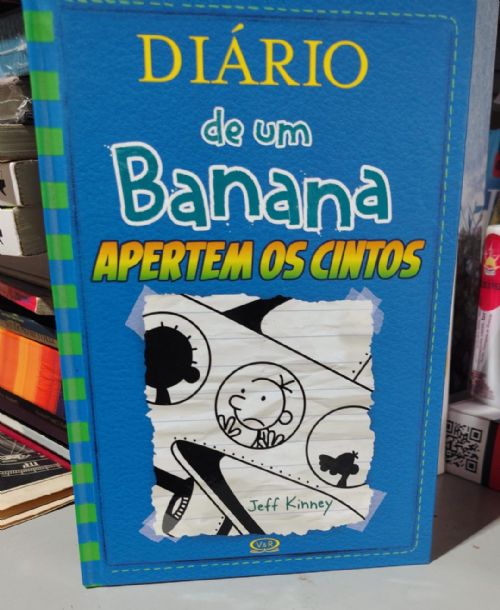 DIÁRIO
de um
Banana
APERTEM OS CINTOS
Jeff Kinney
V&R